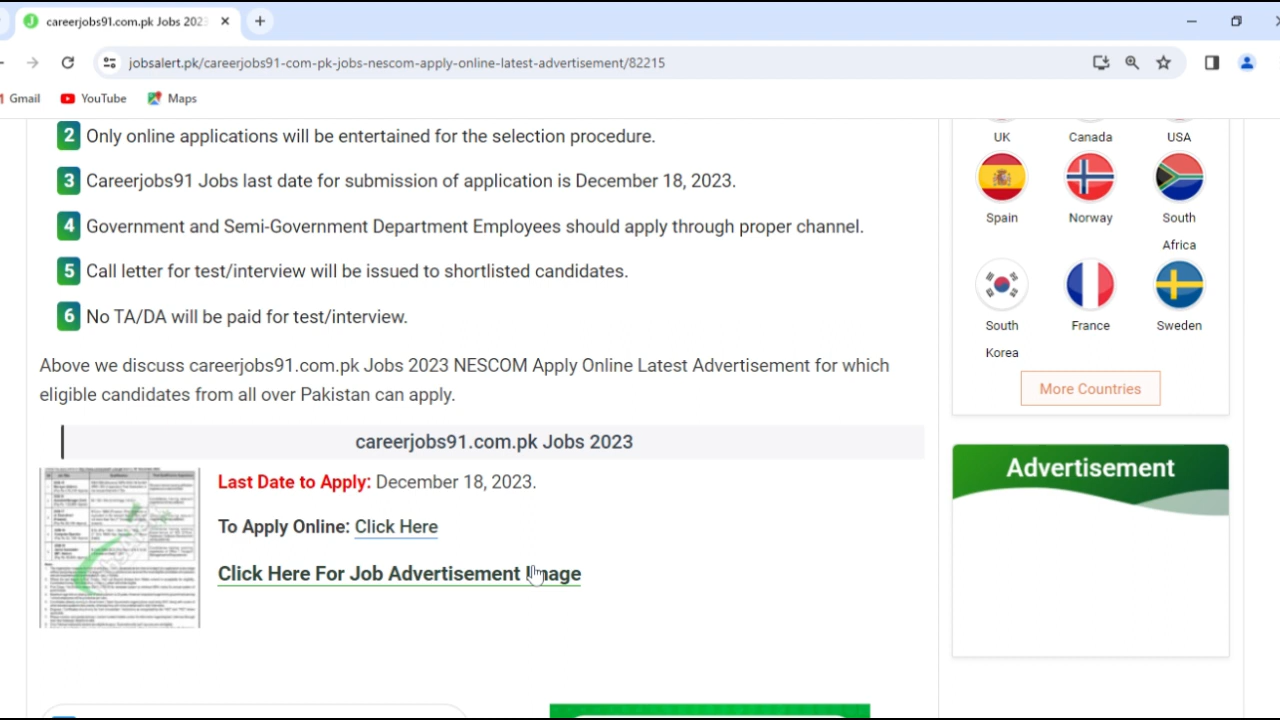 careerjobs91.com.pk Jobs 202
jobsalert.pk/careerjobs91-com-pk-jobs-nescom-apply-online-latest-advertisement/82215
Gmail YouTube Maps
2 Only online applications will be entertained for the selection procedure.
3 Careerjobs91 Jobs last date for submission of application is December 18, 2023.
4 Government and Semi-Government Department Employees should apply through proper channel.
5 Call letter for test/interview will be issued to shortlisted candidates.
6 No TA/DA will be paid for test/interview.
Above we discuss careerjobs91.com.pk Jobs 2023 NESCOM Apply Online Latest Advertisement for which
eligible candidates from all over Pakistan can apply.
careerjobs91.com.pk Jobs 2023
Last Date to Apply: December 18, 2023.
To Apply Online: Click Here
Click Here For Job Advertisement Image
UK Canada USA
Spain Norway South
Africa
South France Sweden
Korea
More Countries
Advertisement